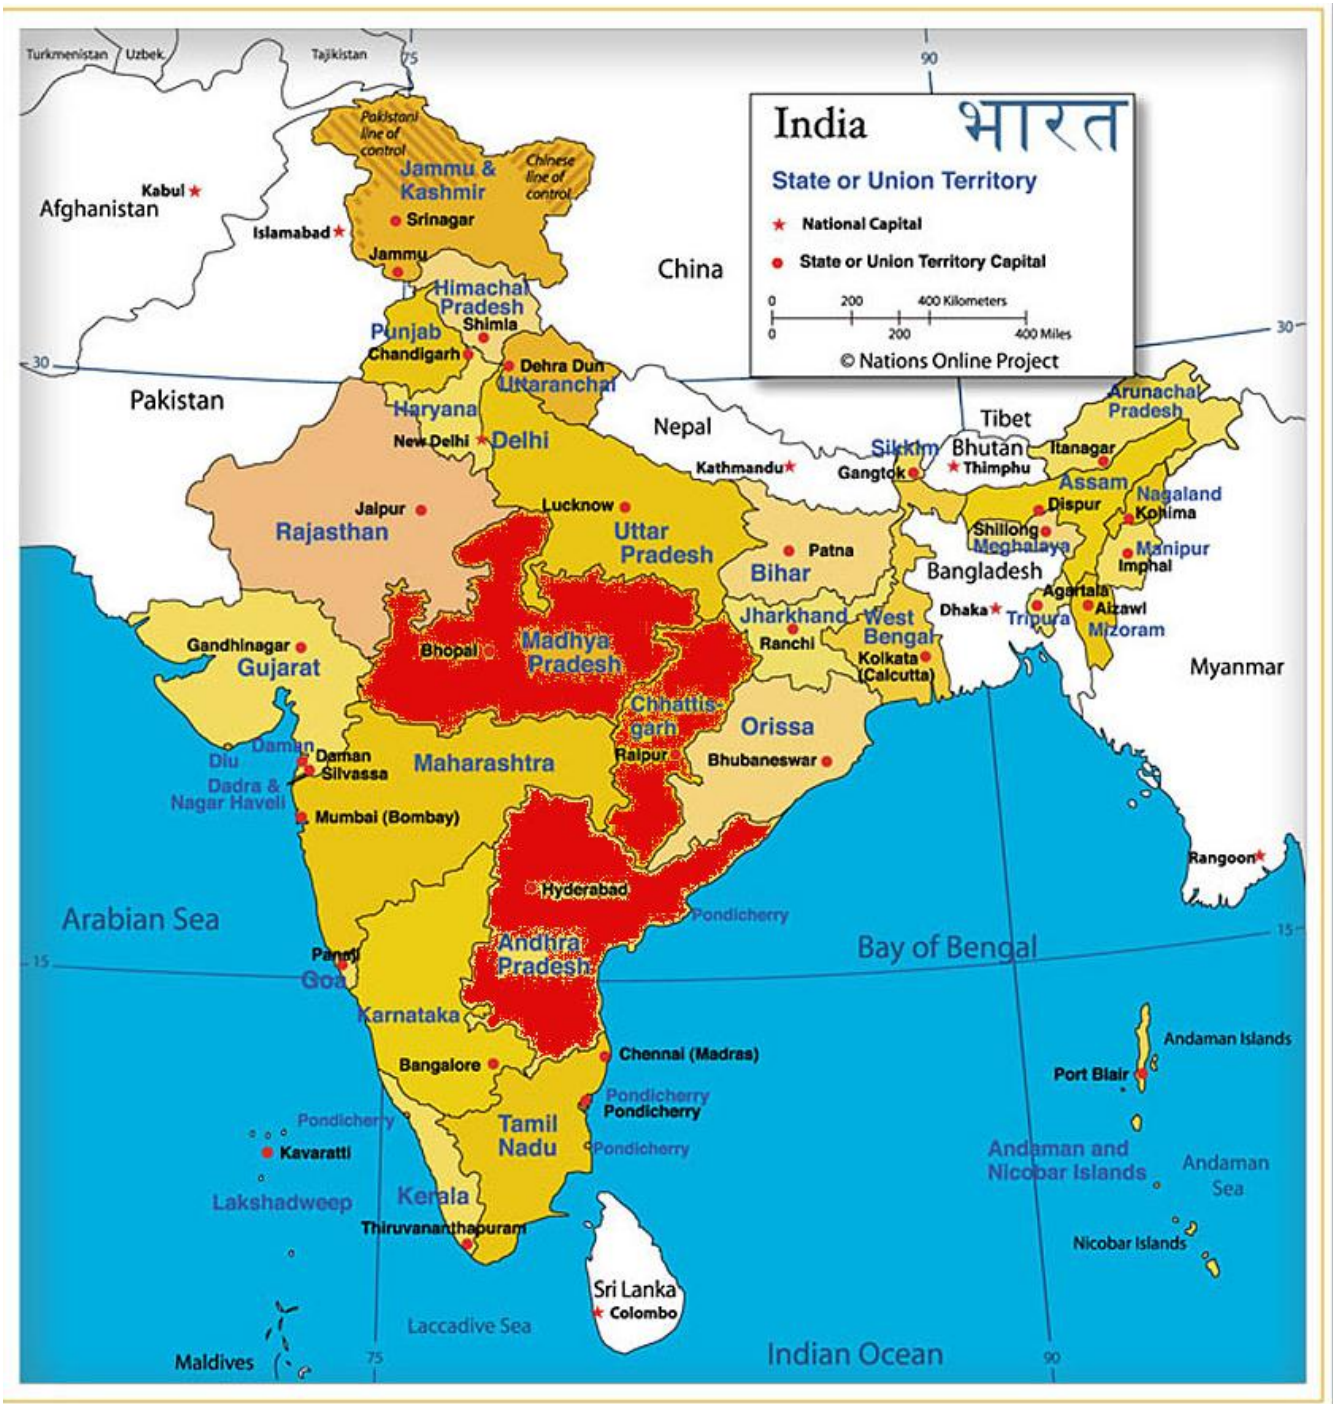 Turkmenistan
Uzbek.
Tajikistan
75
90
India
भारत
State or Union Territory
National Capital
State or Union Territory Capital
0 200 400 Kilometers
0 200 400 Miles
© Nations Online Project
Pakistani
line of
control
Chinese
line of
control
Jammu &
Kashmir
Srinagar
Jammu
Kabul
Afghanistan
Islamabad
China
Himachal
Pradesh
Shimla
Punjab
Chandigarh
30
30
Dehra Dun
Uttaranchal
Pakistan
Haryana
New Delhi
Delhi
Nepal
Kathmandu
Tibet
Sikkim
Gangtok
Bhutan
Thimphu
Arunachal
Pradesh
Itanagar
Assam
Dispur
Nagaland
Kohima
Shillong
Meghalaya
Manipur
Imphal
Jaipur
Rajasthan
Lucknow
Uttar
Pradesh
Patna
Bihar
Bangladesh
Dhaka
Agartala
Tripura
Aizawl
Mizoram
Myanmar
Gandhinagar
Gujarat
Bhopal
Madhya
Pradesh
Jharkhand
Ranchi
West
Bengal
Kolkata
(Calcutta)
Chhattis-
garh
Raipur
Orissa
Bhubaneswar
Daman
Diu
Daman
Silvassa
Dadra &
Nagar Haveli
Maharashtra
Mumbai (Bombay)
Rangoon
Hyderabad
Arabian Sea
Pondicherry
Bay of Bengal
Andhra
Pradesh
15
15
Panaji
Goa
Karnataka
Bangalore
Chennai (Madras)
Andaman Islands
Port Blair
Pondicherry
Pondicherry
Pondicherry
Tamil
Nadu
Pondicherry
Kavaratti
Lakshadweep
Kerala
Thiruvananthapuram
Andaman and
Nicobar Islands
Andaman
Sea
Nicobar Islands
Sri Lanka
Colombo
Laccadive Sea
Indian Ocean
Maldives
75
90